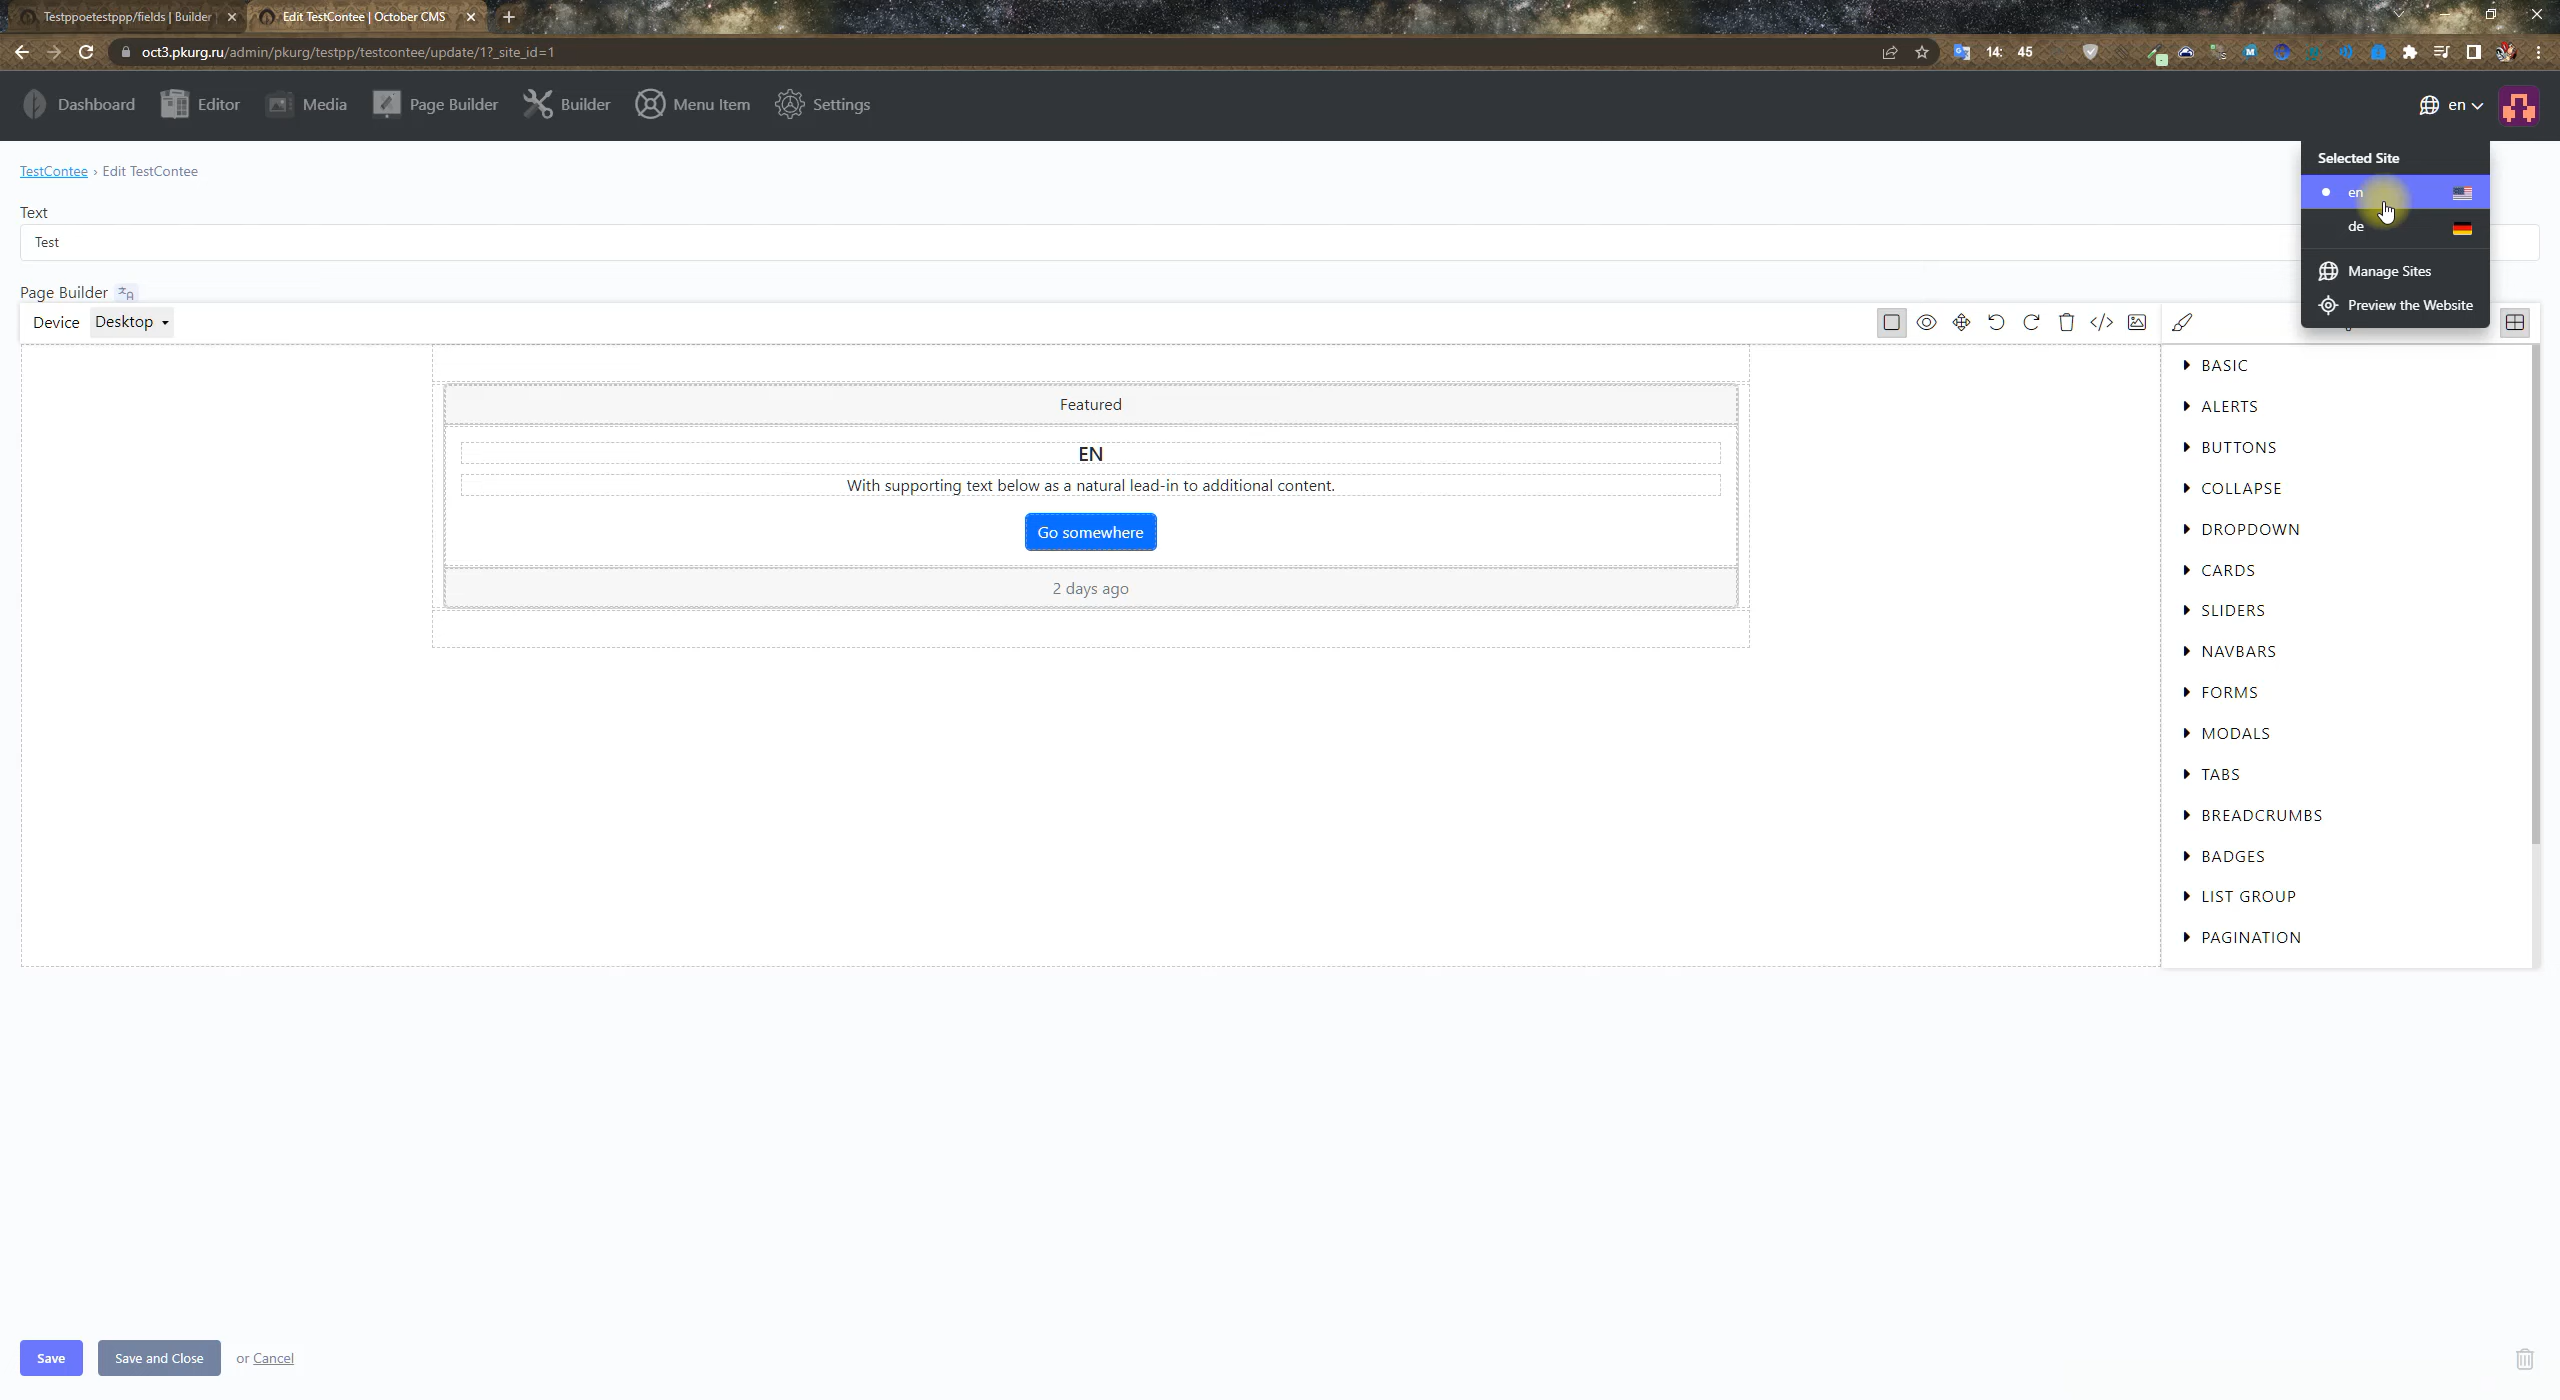 Testppoetestppp/fields | Builder
Edit TestContee | October CMS
oct3.pkurg.ru/admin/pkurg/testpp/testcontee/update/1?_site_id=1
14: 45
Dashboard
Editor
Media
Page Builder
Builder
Menu Item
Settings
en
Selected Site
en
de
Manage Sites
Preview the Website
TestContee › Edit TestContee
Text
Test
Page Builder
Device
Desktop
Featured
EN
With supporting text below as a natural lead-in to additional content.
Go somewhere
2 days ago
BASIC
ALERTS
BUTTONS
COLLAPSE
DROPDOWN
CARDS
SLIDERS
NAVBARS
FORMS
MODALS
TABS
BREADCRUMBS
BADGES
LIST GROUP
PAGINATION
Save
Save and Close
or Cancel